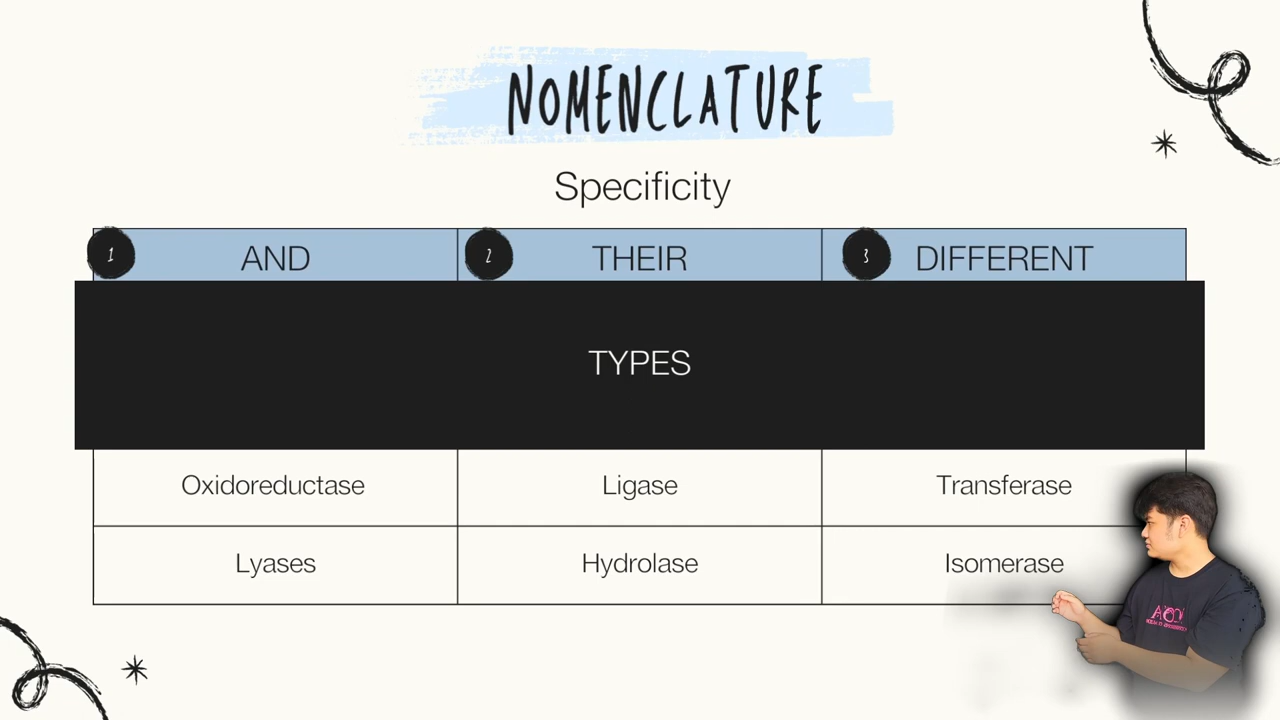 NOMENCLATURE
Specificity
1 AND 2 THEIR 3 DIFFERENT
TYPES
Oxidoreductase Ligase Transferase
Lyases Hydrolase Isomerase